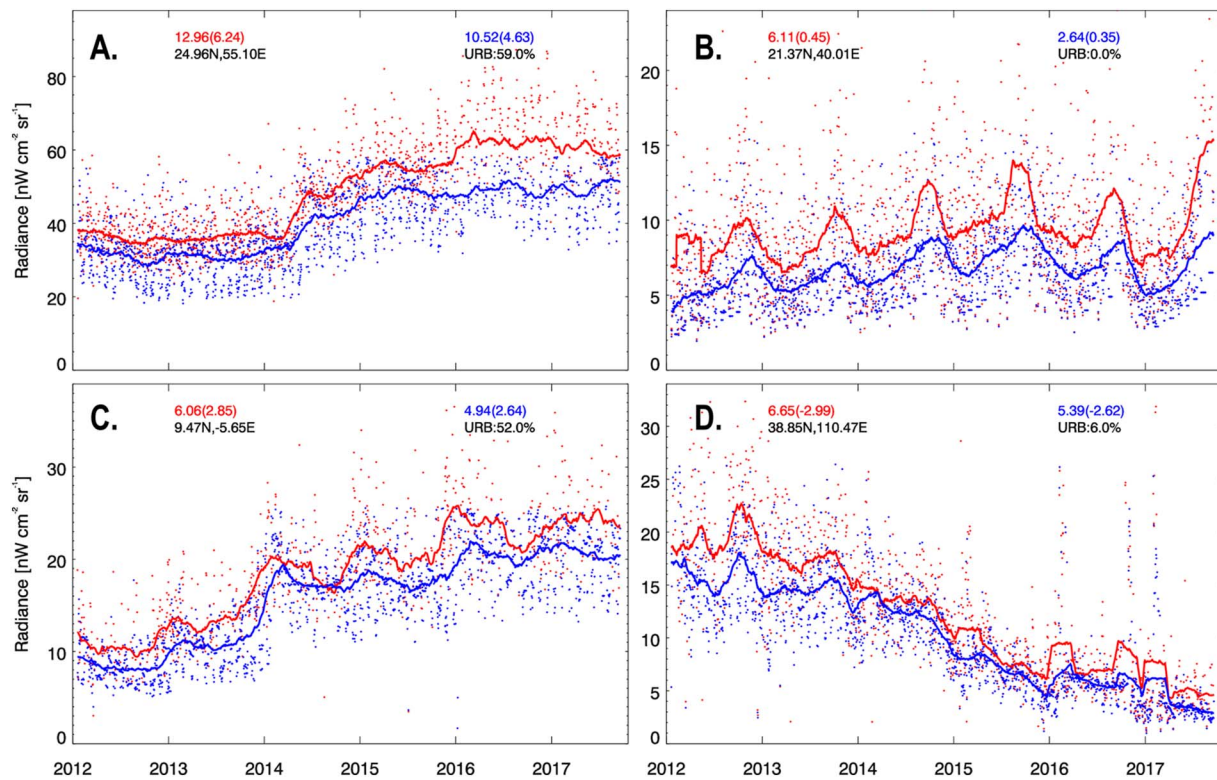 A.
12.96(6.24)
10.52(4.63)
24.96N,55.10E
URB:59.0%
80
60
40
20
0
Radiance [nW cm⁻² sr⁻¹]
B.
6.11(0.45)
2.64(0.35)
21.37N,40.01E
URB:0.0%
20
15
10
5
0
C.
6.06(2.85)
4.94(2.64)
9.47N,-5.65E
URB:52.0%
30
20
10
0
Radiance [nW cm⁻² sr⁻¹]
2012 2013 2014 2015 2016 2017
D.
6.65(-2.99)
5.39(-2.62)
38.85N,110.47E
URB:6.0%
30
25
20
15
10
5
0
2012 2013 2014 2015 2016 2017